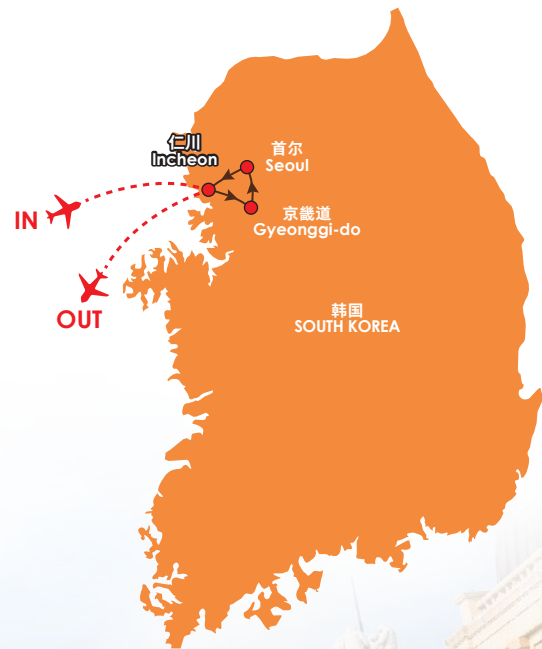 仁川
Incheon
首尔
Seoul
京畿道
Gyeonggi-do
IN
OUT
韩国
SOUTH KOREA